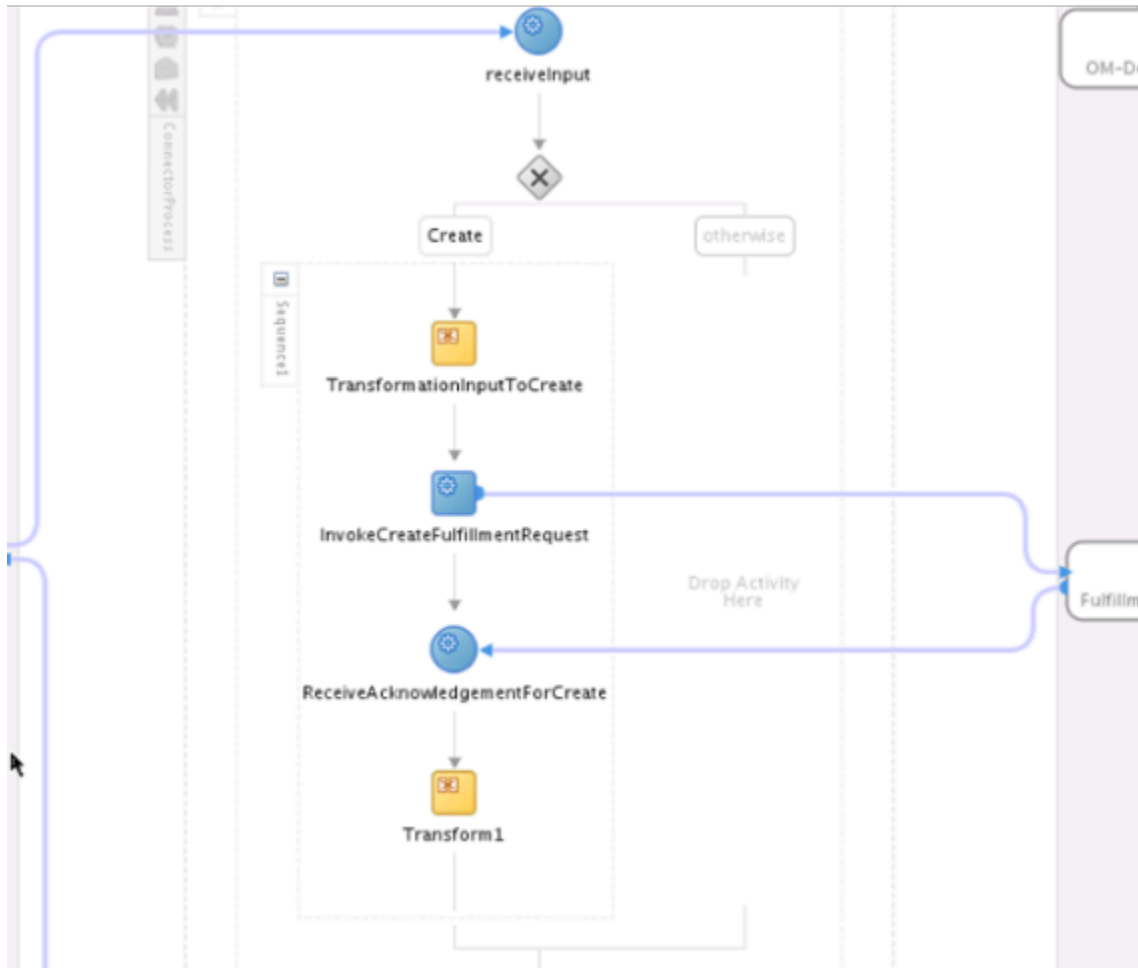 receiveInput
OM-D
ConnectorProcess
Create
otherwise
Sequence1
TransformationInputToCreate
InvokeCreateFulfillmentRequest
Drop Activity
Here
Fulfillm
ReceiveAcknowledgementForCreate
Transform1